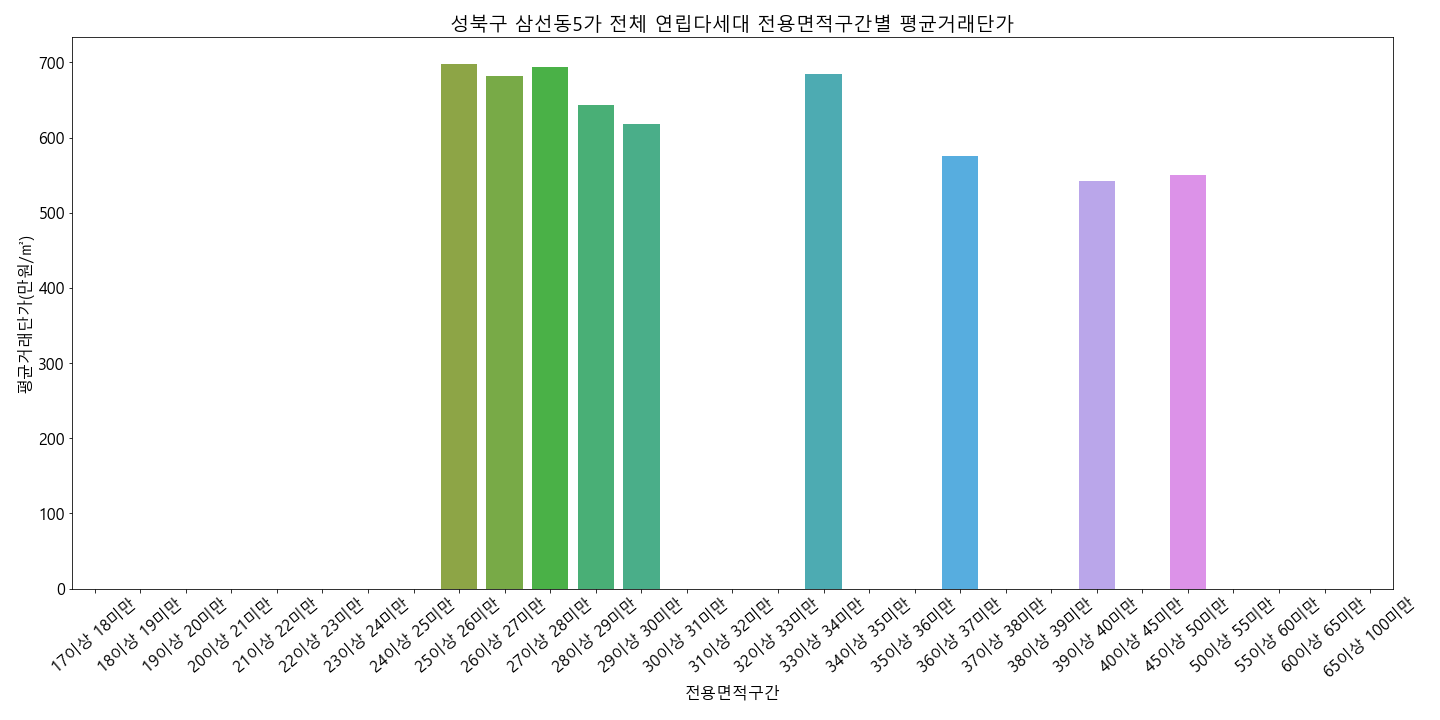 성북구 삼선동5가 전체 연립다세대 전용면적구간별 평균거래단가
평균거래단가(만원/㎡)
700
600
500
400
300
200
100
0
17이상 18미만
18이상 19미만
19이상 20미만
20이상 21미만
21이상 22미만
22이상 23미만
23이상 24미만
24이상 25미만
25이상 26미만
26이상 27미만
27이상 28미만
28이상 29미만
29이상 30미만
30이상 31미만
31이상 32미만
32이상 33미만
33이상 34미만
34이상 35미만
35이상 36미만
36이상 37미만
37이상 38미만
38이상 39미만
39이상 40미만
40이상 45미만
45이상 50미만
50이상 55미만
55이상 60미만
60이상 65미만
65이상 100미만
전용면적구간